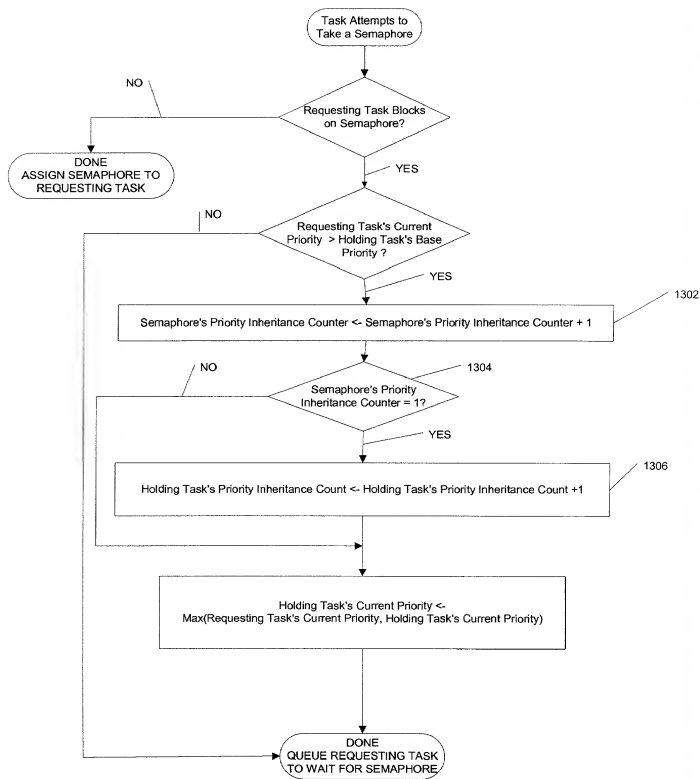 Task Attempts to
Take a Semaphore
NO
Requesting Task Blocks
on Semaphore?
DONE
ASSIGN SEMAPHORE TO
REQUESTING TASK
YES
NO
Requesting Task's Current
Priority > Holding Task's Base
Priority ?
YES
1302
Semaphore's Priority Inheritance Counter <- Semaphore's Priority Inheritance Counter + 1
NO
1304
Semaphore's Priority
Inheritance Counter = 1?
YES
1306
Holding Task's Priority Inheritance Count <- Holding Task's Priority Inheritance Count +1
Holding Task's Current Priority <-
Max(Requesting Task's Current Priority, Holding Task's Current Priority)
DONE
QUEUE REQUESTING TASK
TO WAIT FOR SEMAPHORE